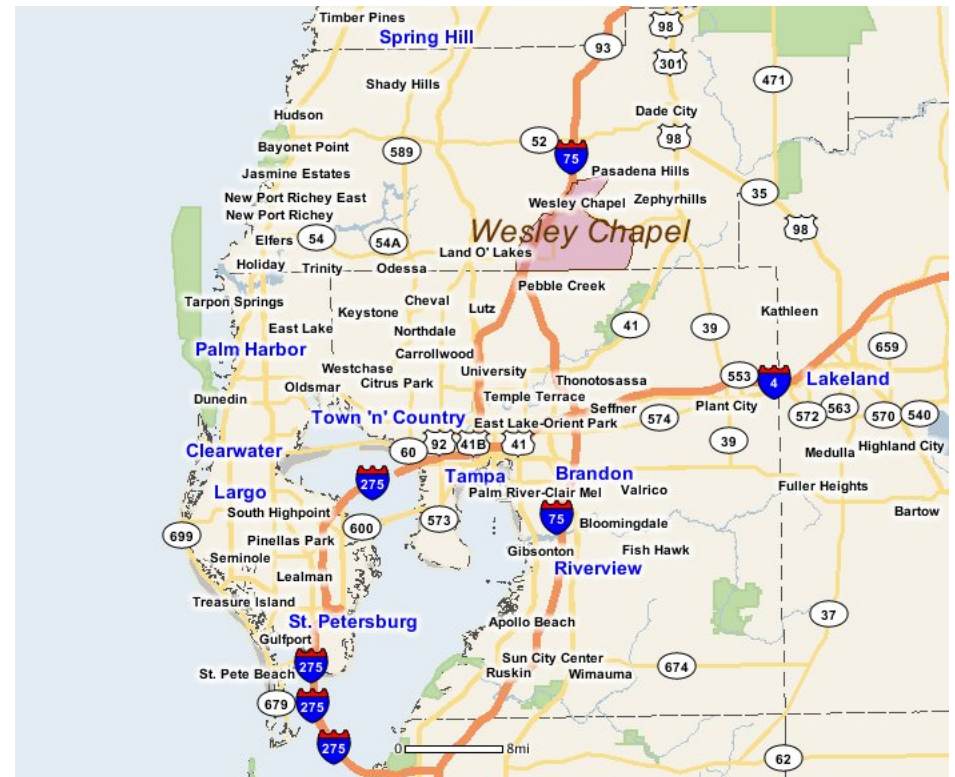 Timber Pines
Spring Hill
98
93
301
Shady Hills
471
Hudson
Dade City
52
98
Bayonet Point
589
75
Pasadena Hills
Jasmine Estates
35
New Port Richey East
Wesley Chapel
Zephyrhills
New Port Richey
98
Wesley Chapel
Elfers
54
54A
Land O' Lakes
Holiday
Trinity
Odessa
Pebble Creek
Tarpon Springs
Cheval
Keystone
Lutz
Kathleen
East Lake
Northdale
41
39
Palm Harbor
Carrollwood
659
Westchase
University
553
4
Lakeland
Oldsmar
Citrus Park
Thonotosassa
Dunedin
Temple Terrace
Seffner
Plant City
Town 'n' Country
East Lake-Orient Park
574
572
563
570
540
Clearwater
60
92
41B
41
39
Medulla
Highland City
275
Tampa
Brandon
Largo
Palm River-Clair Mel
Valrico
Fuller Heights
South Highpoint
600
573
75
Bloomingdale
Bartow
699
Pinellas Park
Seminole
Gibsonton
Fish Hawk
Lealman
Riverview
Treasure Island
St. Petersburg
Apollo Beach
37
Gulfport
275
St. Pete Beach
Sun City Center
674
Ruskin
Wimauma
679
275
275
0
8mi
62